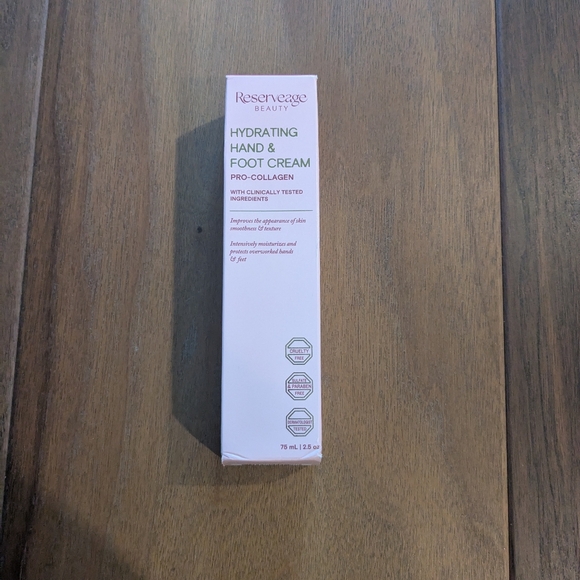 Reserveage
BEAUTY
HYDRATING
HAND &
FOOT CREAM
PRO-COLLAGEN
WITH CLINICALLY TESTED
INGREDIENTS
Improves the appearance of skin
smoothness & texture
Intensively moisturizes and
protects overworked hands
& feet
CRUELTY
FREE
SULFATE
& PARABEN
FREE
DERMATOLOGIST
TESTED
75 mL | 2.5 oz